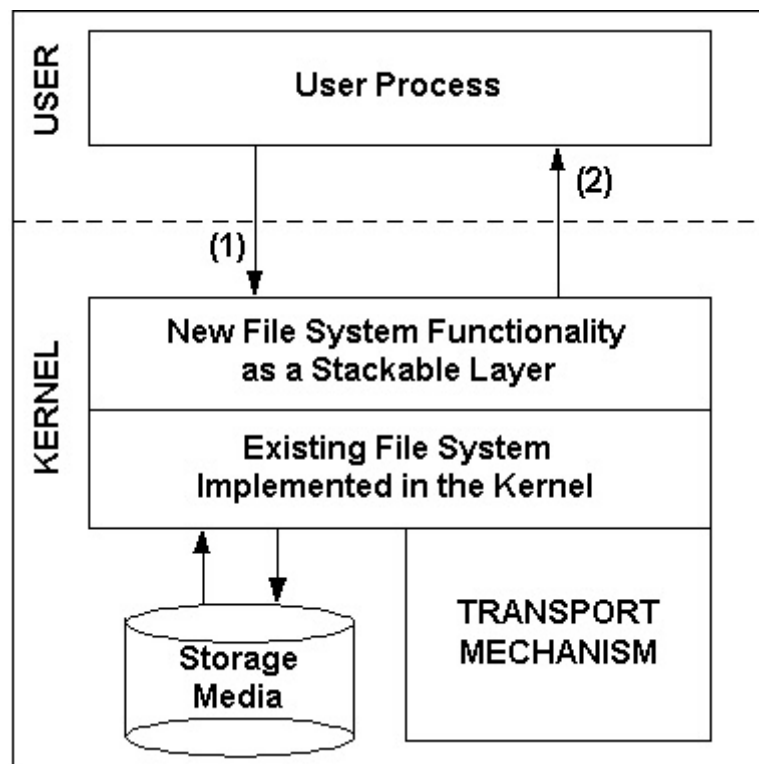 USER
User Process
(1)
(2)
KERNEL
New File System Functionality
as a Stackable Layer
Existing File System
Implemented in the Kernel
Storage
Media
TRANSPORT
MECHANISM